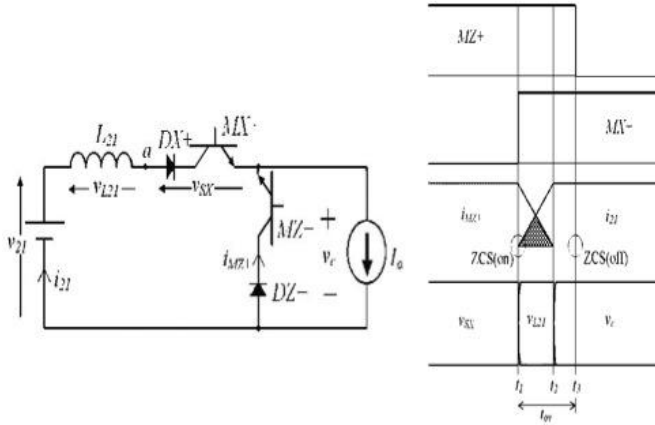 L21
a
DX+
MX-
vL21
vSX
v21
i21
iMZ1
MZ-
DZ-
+
vc
-
Io
MZ+
MX-
iMZ1
i21
ZCS(on)
ZCS(off)
vSX
vL21
vc
t1
t2
t3
tov